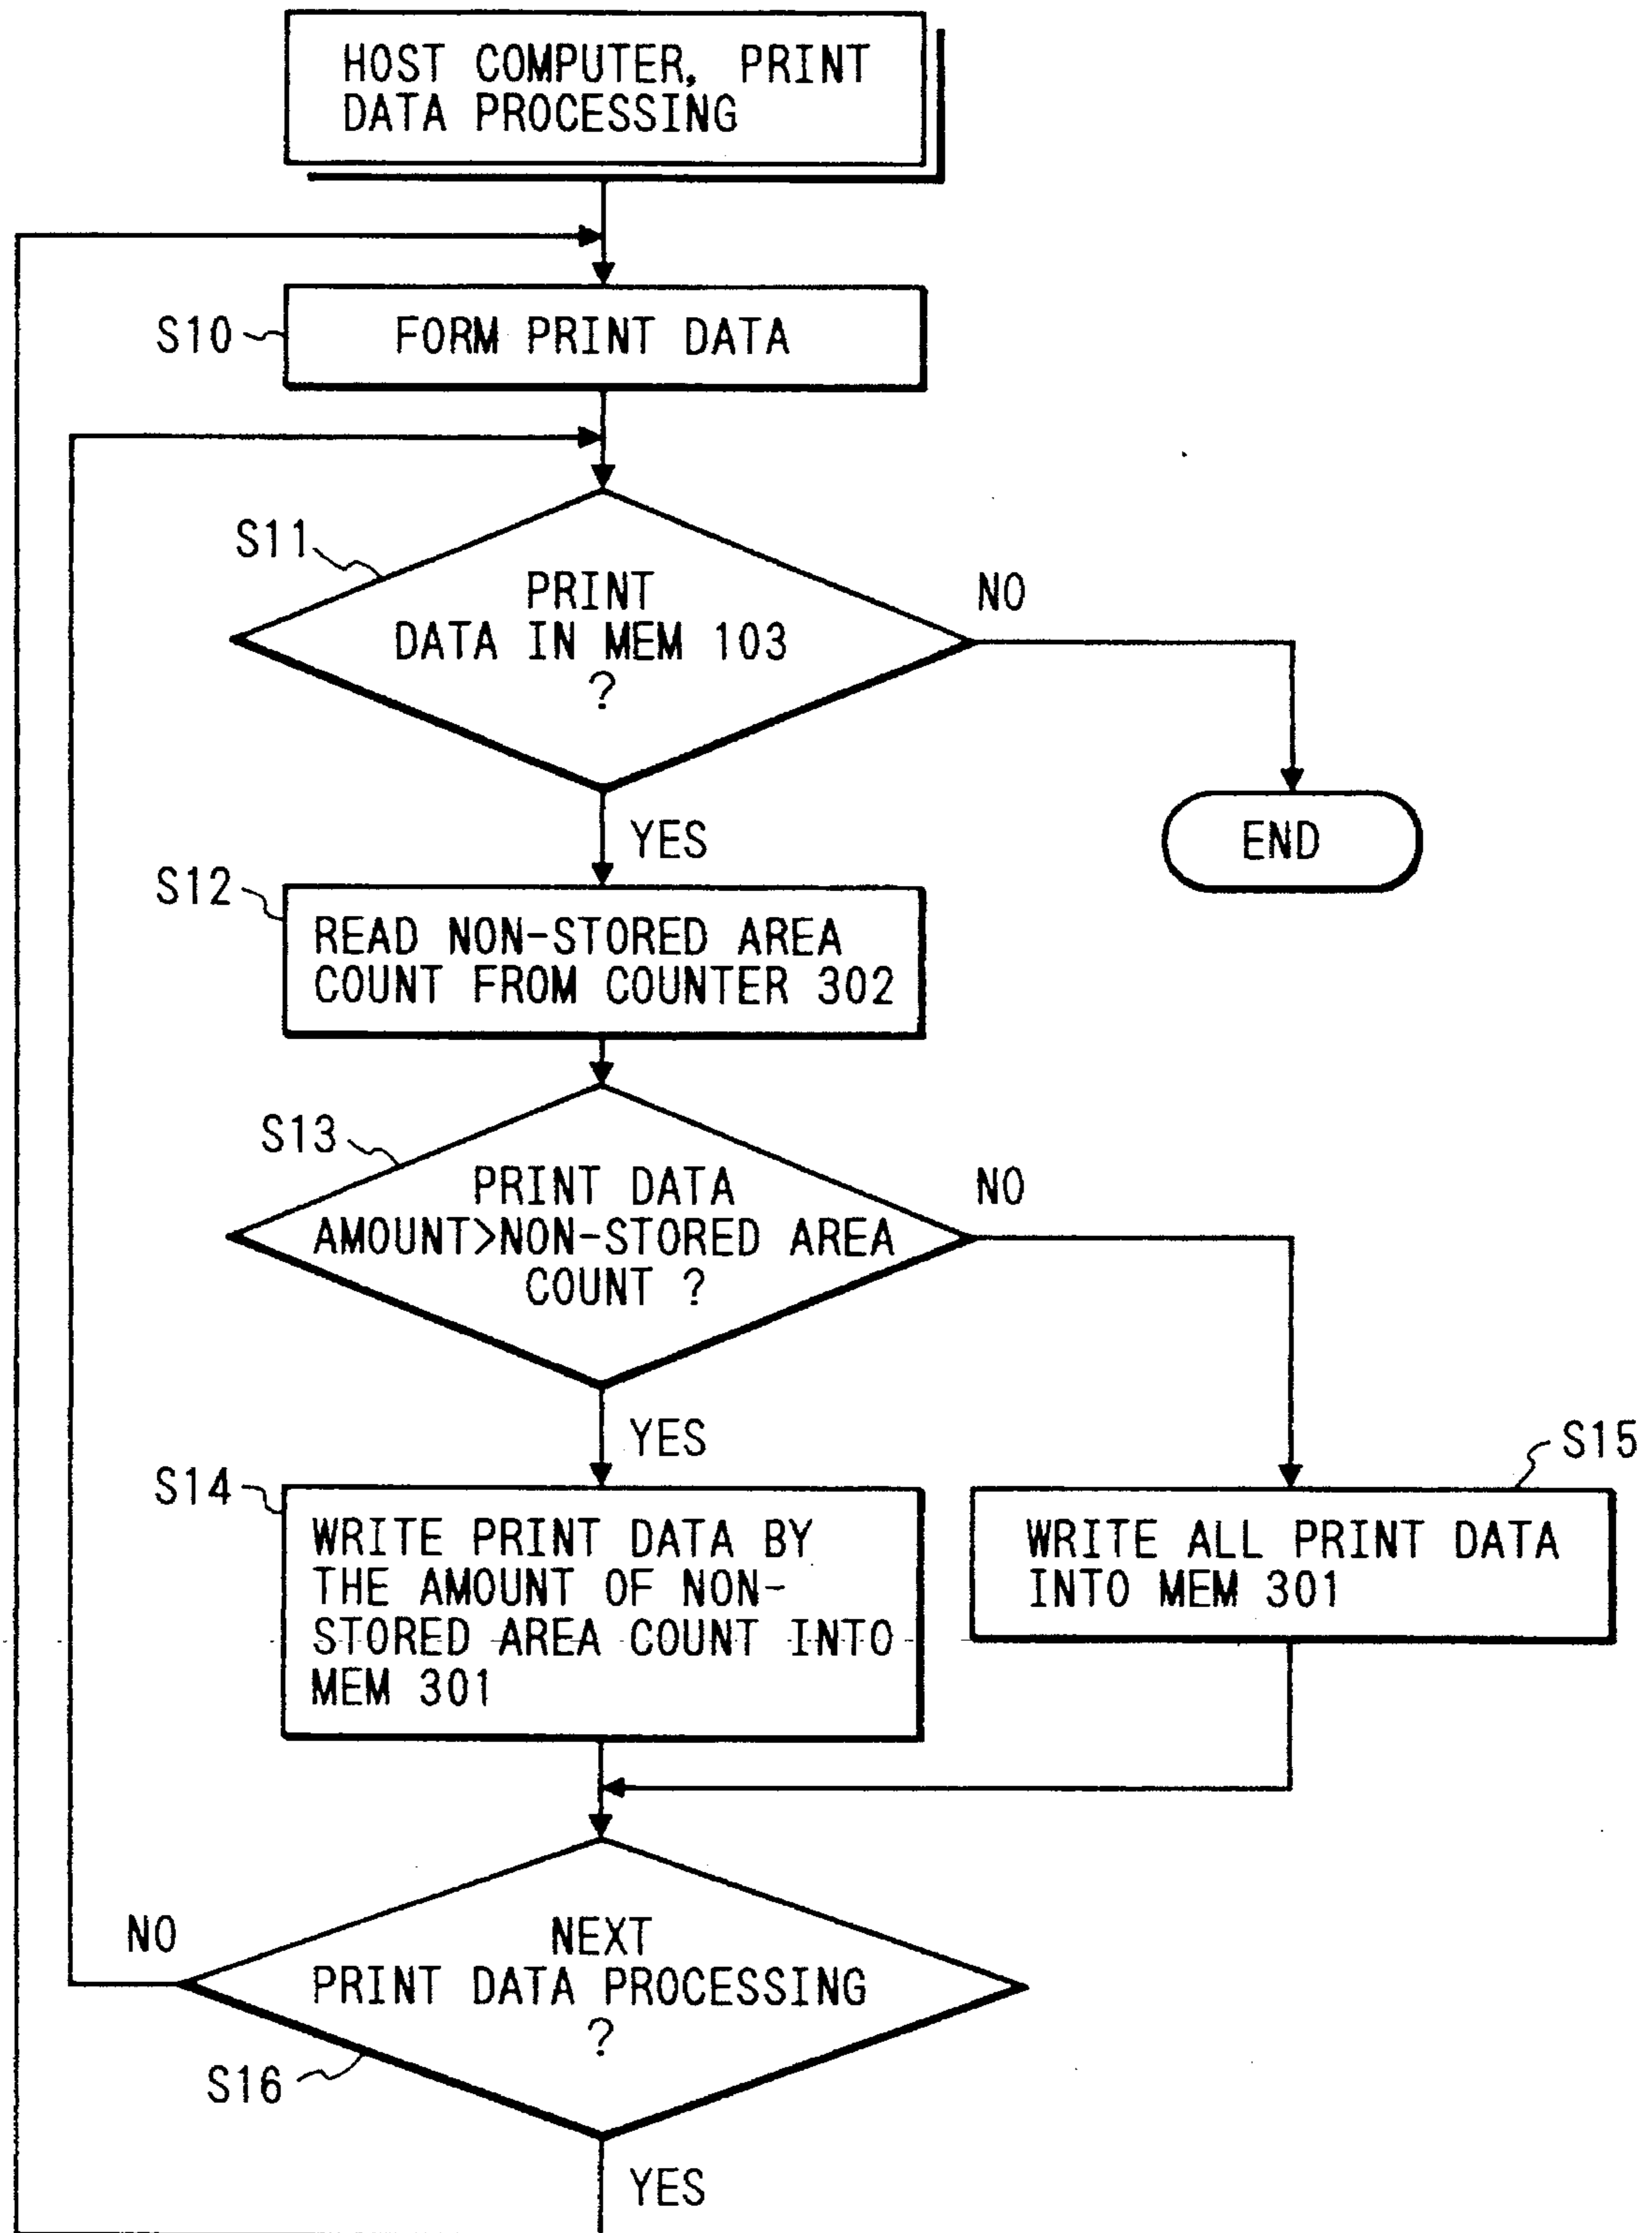 HOST COMPUTER, PRINT
DATA PROCESSING
S10
FORM PRINT DATA
S11
PRINT
DATA IN MEM 103
?
NO
END
YES
S12
READ NON-STORED AREA
COUNT FROM COUNTER 302
S13
PRINT DATA
AMOUNT>NON-STORED AREA
COUNT ?
NO
YES
S14
WRITE PRINT DATA BY
THE AMOUNT OF NON-
STORED AREA COUNT INTO
MEM 301
S15
WRITE ALL PRINT DATA
INTO MEM 301
NO
NEXT
PRINT DATA PROCESSING
?
S16
YES